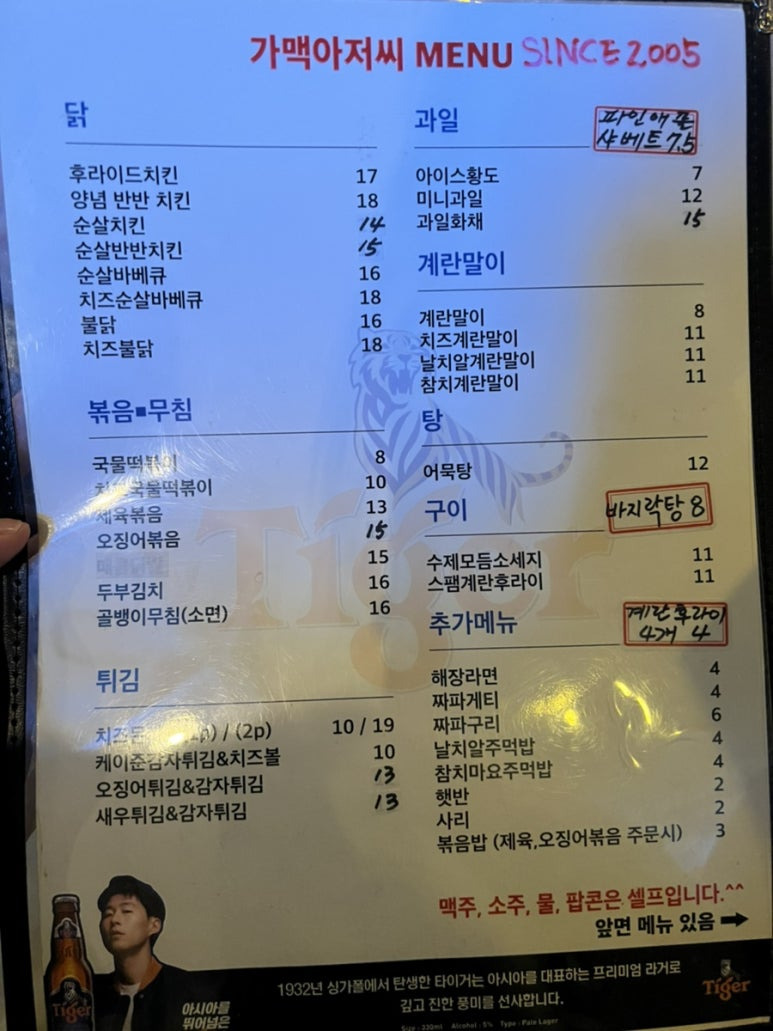 가맥아저씨 MENU SINCE 2005
닭
후라이드치킨 17
양념 반반 치킨 18
순살치킨 14
순살반반치킨 15
순살바베큐 16
치즈순살바베큐 18
불닭 16
치즈불닭 18
볶음■무침
국물떡볶이 8
국물떡볶이 10
제육볶음 13
오징어볶음 15
15
두부김치 16
골뱅이무침(소면) 16
튀김
치즈돈 (1p) / (2p) 10 / 19
케이준감자튀김&치즈볼 10
오징어튀김&감자튀김 13
새우튀김&감자튀김 13
과일
파인애플
샤베트 7.5
아이스황도 7
미니과일 12
과일화채 15
계란말이
계란말이 8
치즈계란말이 11
날치알계란말이 11
참치계란말이 11
탕
어묵탕 12
바지락탕 8
구이
수제모듬소세지 11
스팸계란후라이 11
추가메뉴
계란후라이
4개 4
해장라면 4
짜파게티 4
짜파구리 6
날치알주먹밥 4
참치마요주먹밥 4
햇반 2
사리 2
볶음밥 (제육,오징어볶음 주문시) 3
맥주, 소주, 물, 팝콘은 셀프입니다.^^
앞면 메뉴 있음 ➡
1932년 싱가폴에서 탄생한 타이거는 아시아를 대표하는 프리미엄 라거로
깊고 진한 풍미를 선사합니다.
아시아를
뛰어넘은
Size : 330ml Alcohol : 5% Type : Pale Lager
Tiger
Tiger
Tiger